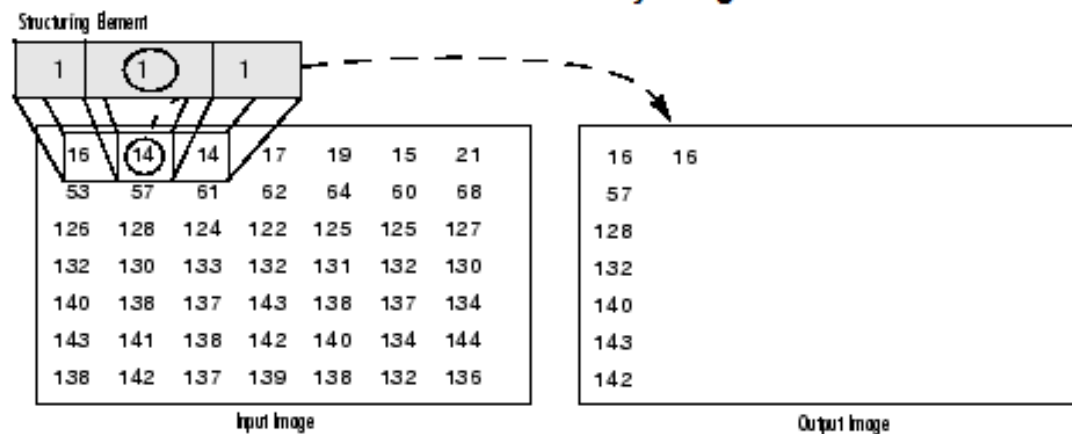 Structuring Element
1 1 1
16 14 14 17 19 15 21
53 57 61 62 64 60 68
126 128 124 122 125 125 127
132 130 133 132 131 132 130
140 138 137 143 138 137 134
143 141 138 142 140 134 144
138 142 137 139 138 132 136
Input Image
16 16
57
128
132
140
143
142
Output Image